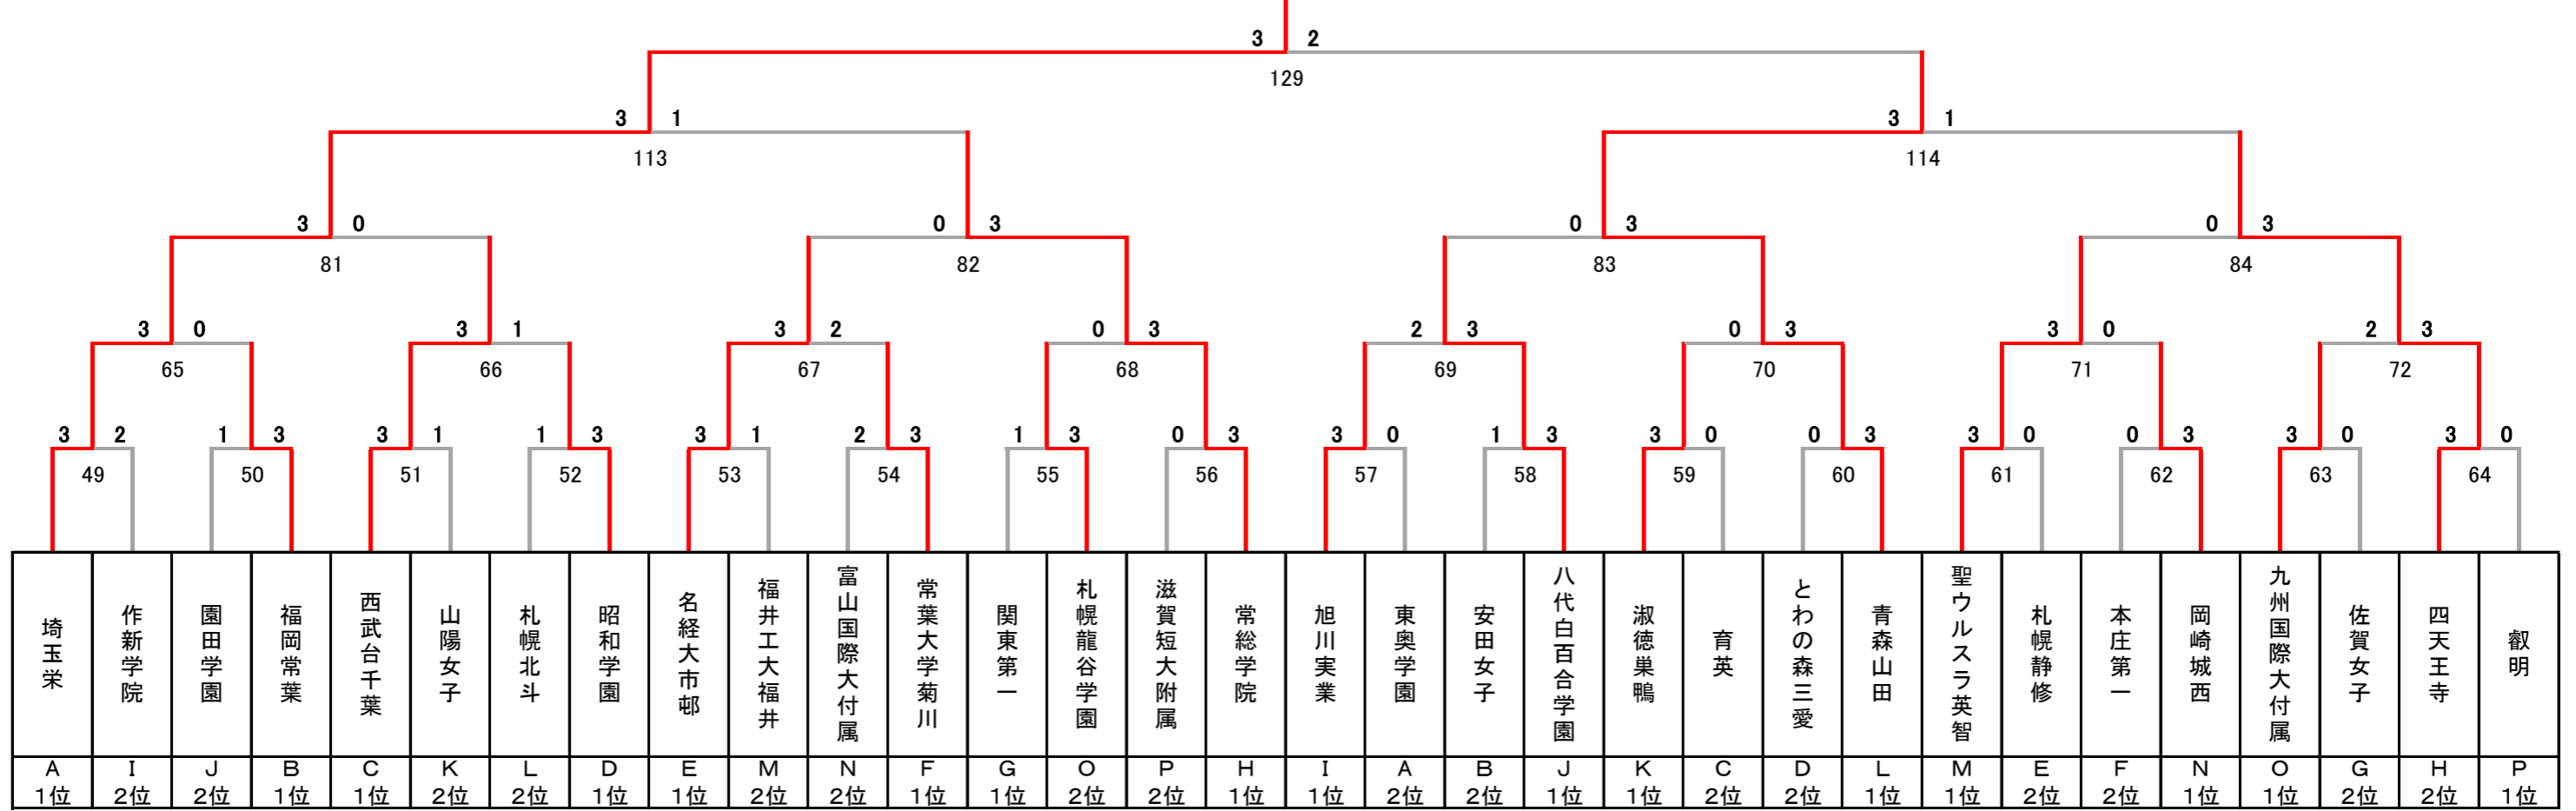 3 2
129
3 1 3 1
113 114
3 0 0 3 0 3 0 3
81 82 83 84
3 0 3 1 3 2 0 3 2 3 0 3 3 0 2 3
65 66 67 68 69 70 71 72
3 2 1 3 3 1 1 3 3 1 2 3 1 3 0 3 3 0 1 3 3 0 0 3 3 0 0 3 3 0 3 0
49 50 51 52 53 54 55 56 57 58 59 60 61 62 63 64
埼玉栄
作新学院
園田学園
福岡常葉
西武台千葉
山陽女子
札幌北斗
昭和学園
名経大市邨
福井工大福井
富山国際大付属
常葉大学菊川
関東第一
札幌龍谷学園
滋賀短大附属
常総学院
旭川実業
東奥学園
安田女子
八代白百合学園
淑徳巣鴨
育英
とわの森三愛
青森山田
聖ウルスラ英智
札幌静修
本庄第一
岡崎城西
九州国際大付属
佐賀女子
四天王寺
叡明
A I J B C K L D E M N F G O P H I A B J K C D L M E F N O G H P
1位 2位 2位 1位 1位 2位 2位 1位 1位 2位 2位 1位 1位 2位 2位 1位 1位 2位 2位 1位 1位 2位 2位 1位 1位 2位 2位 1位 1位 2位 2位 1位